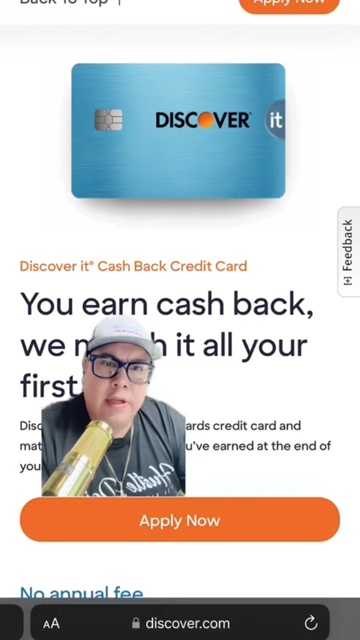 Back To Top
Apply Now
DISCOVER it
[+] Feedback
Discover it® Cash Back Credit Card
You earn cash back,
we h it all your
first
Disc ards credit card and
mat u've earned at the end of
you
Apply Now
No annual fee
AA discover.com